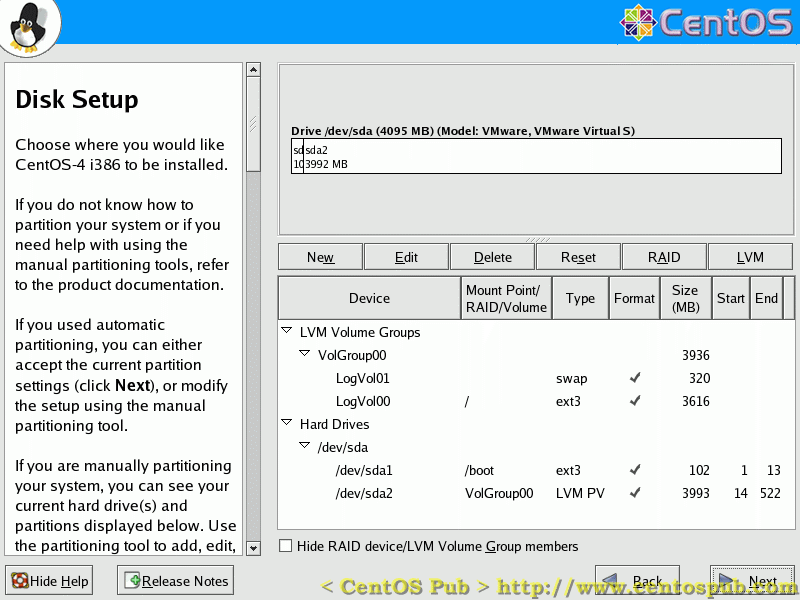 CentOS
Disk Setup
Choose where you would like
CentOS-4 i386 to be installed.
If you do not know how to
partition your system or if you
need help with using the
manual partitioning tools, refer
to the product documentation.
If you used automatic
partitioning, you can either
accept the current partition
settings (click Next), or modify
the setup using the manual
partitioning tool.
If you are manually partitioning
your system, you can see your
current hard drive(s) and
partitions displayed below. Use
the partitioning tool to add, edit,
Drive /dev/sda (4095 MB) (Model: VMware, VMware Virtual S)
sda2
3992 MB
New Edit Delete Reset RAID LVM
Device Mount Point/ RAID/Volume Type Format Size (MB) Start End
LVM Volume Groups
VolGroup00 3936
LogVol01 swap 320
LogVol00 / ext3 3616
Hard Drives
/dev/sda
/dev/sda1 /boot ext3 102 1 13
/dev/sda2 VolGroup00 LVM PV 3993 14 522
Hide RAID device/LVM Volume Group members
Hide Help Release Notes Back Next
< CentOS Pub > http://www.centospub.com